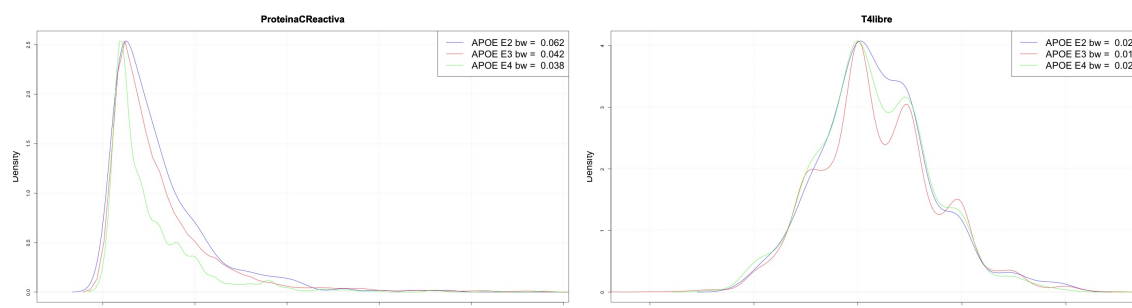 ProteinaCReactiva
APOE E2 bw = 0.062
APOE E3 bw = 0.042
APOE E4 bw = 0.038
Density
0.0
0.5
1.0
1.5
2.0
2.5
T4libre
APOE E2 bw = 0.02
APOE E3 bw = 0.01
APOE E4 bw = 0.02
Density
0
1
2
3
4